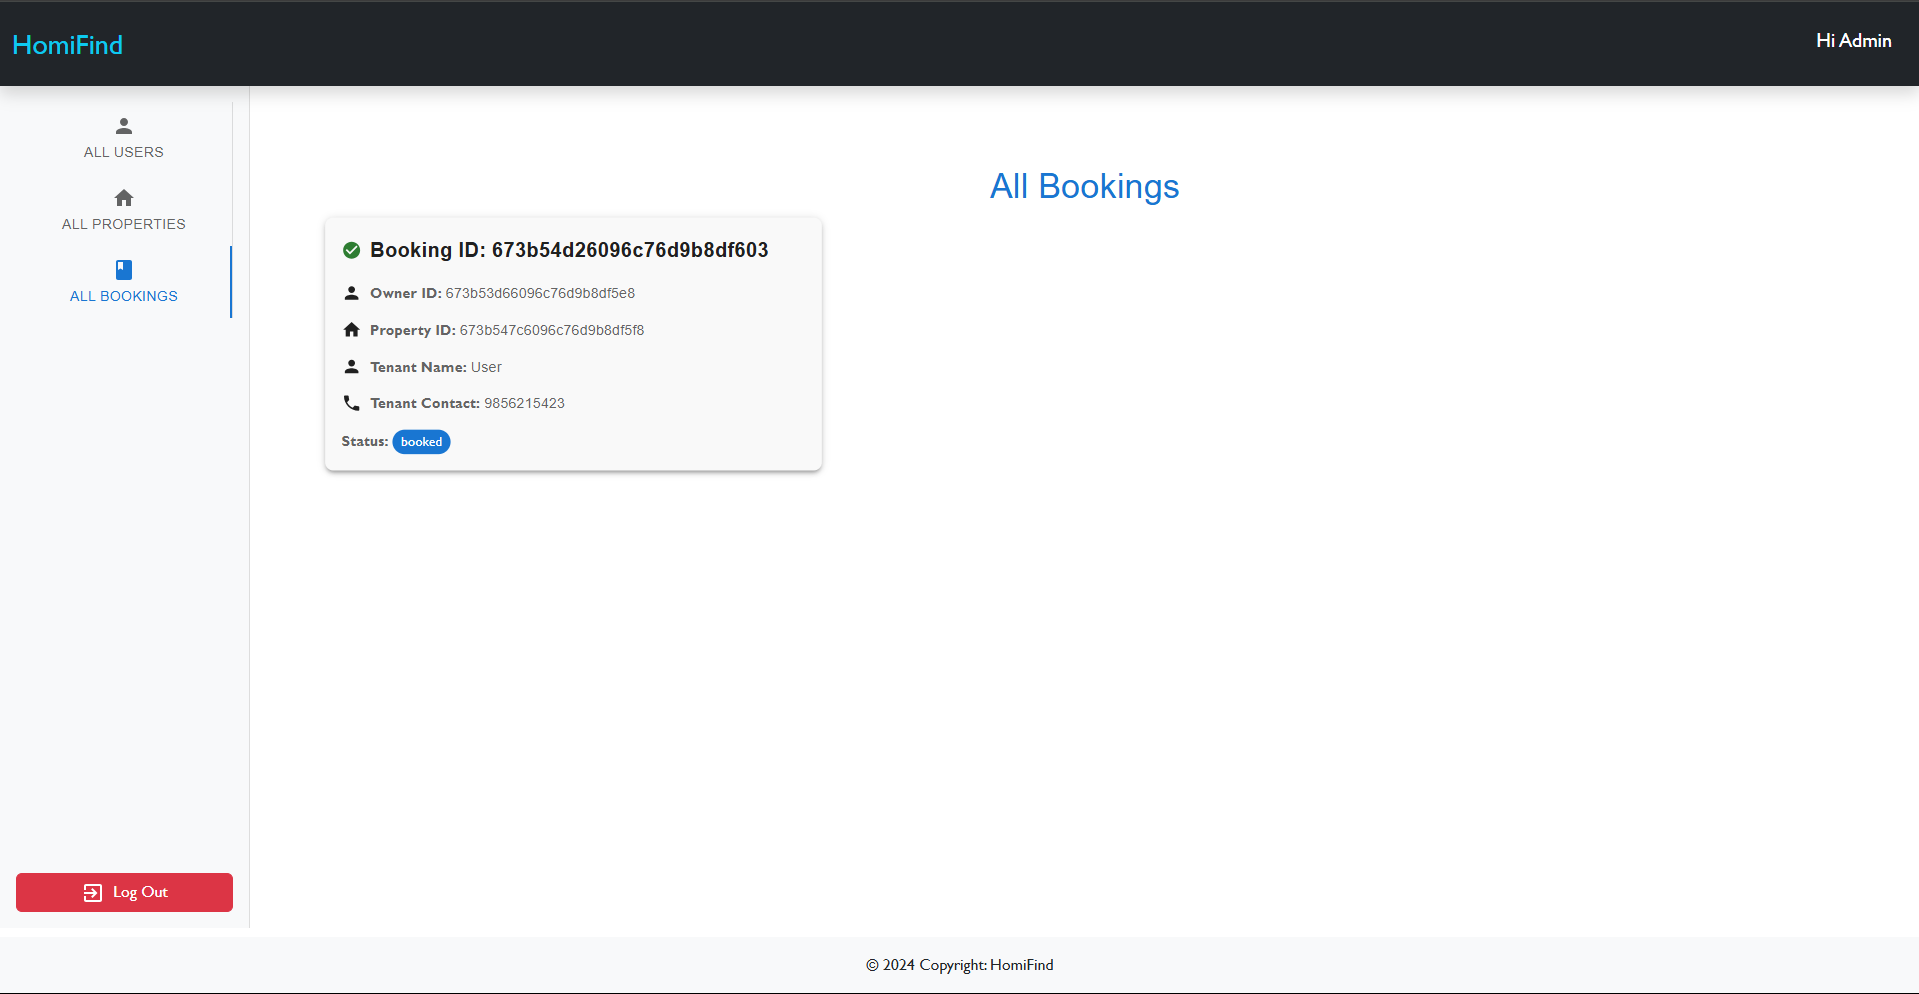 HomiFind
Hi Admin
ALL USERS
ALL PROPERTIES
ALL BOOKINGS
All Bookings
Booking ID: 673b54d26096c76d9b8df603
Owner ID: 673b53d66096c76d9b8df5e8
Property ID: 673b547c6096c76d9b8df5f8
Tenant Name: User
Tenant Contact: 9856215423
Status: booked
Log Out
© 2024 Copyright: HomiFind